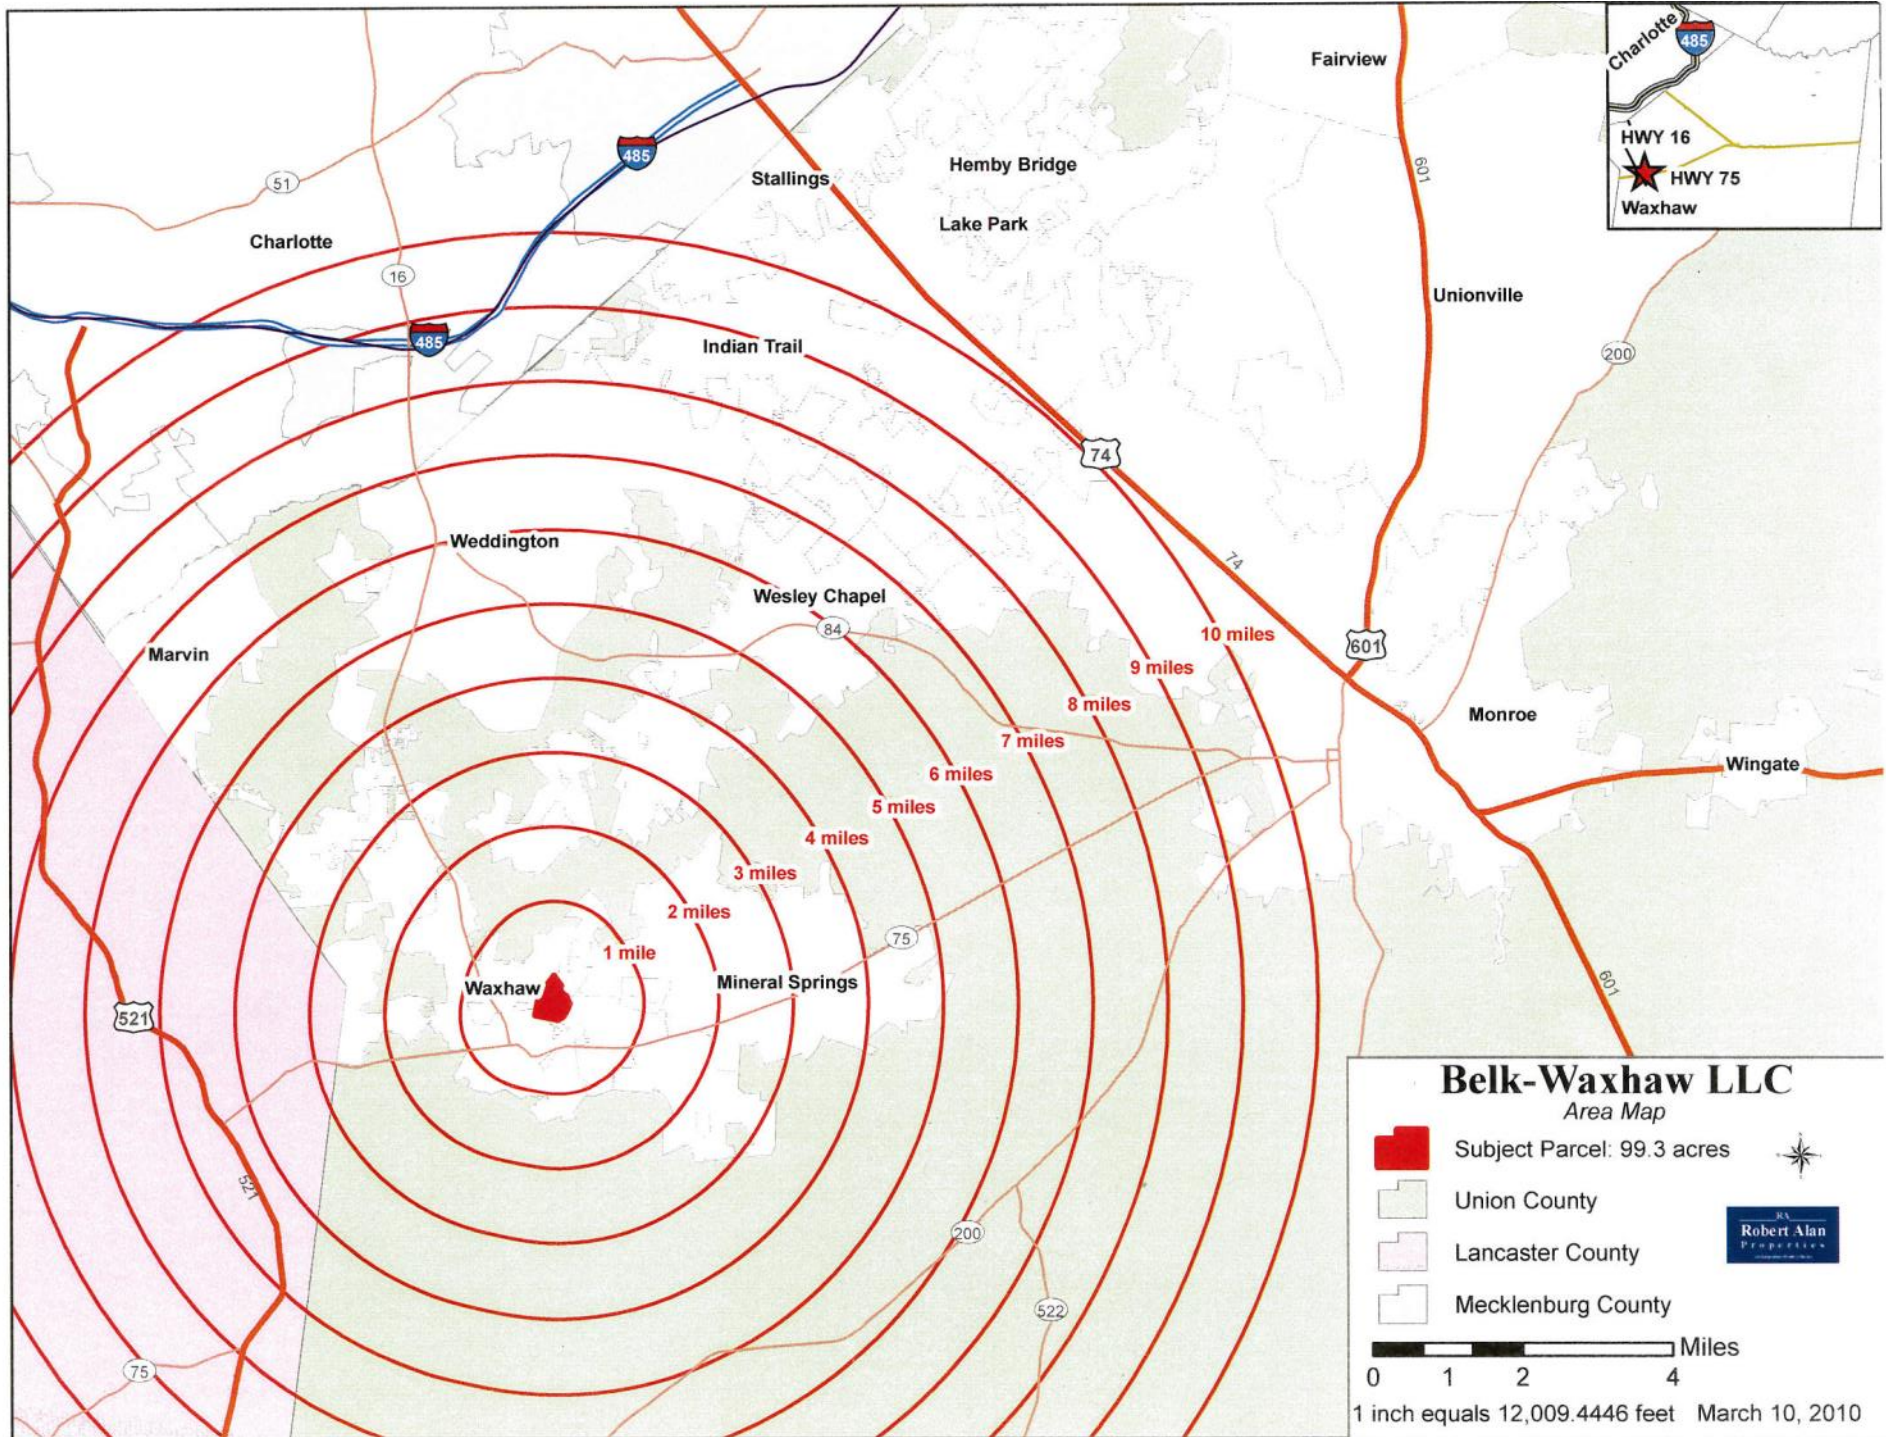 Fairview
Charlotte
485
HWY 16
HWY 75
Waxhaw
485
51
Stallings
Hemby Bridge
601
Lake Park
Charlotte
16
Unionville
485
Indian Trail
200
74
Weddington
74
Wesley Chapel
84
10 miles
601
Marvin
9 miles
8 miles
Monroe
7 miles
Wingate
6 miles
5 miles
4 miles
3 miles
2 miles
75
1 mile
Waxhaw
Mineral Springs
601
521
521
200
522
75
Belk-Waxhaw LLC
Area Map
Subject Parcel: 99.3 acres
Union County
RA
Robert Alan
Properties
Lancaster County
Mecklenburg County
Miles
0 1 2 4
1 inch equals 12,009.4446 feet March 10, 2010